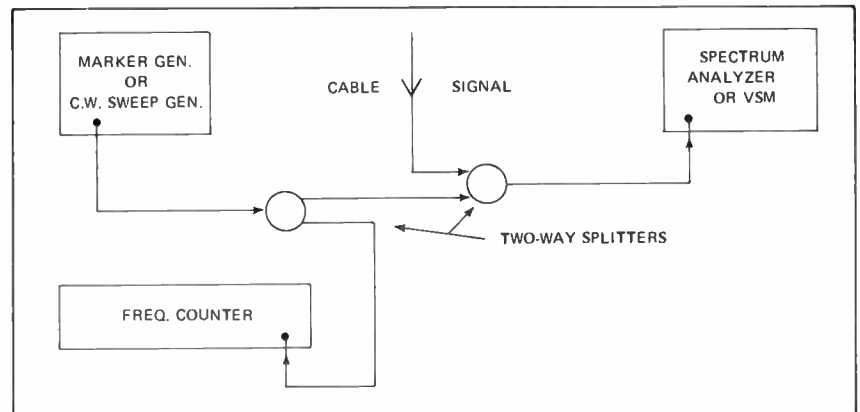 MARKER GEN.
OR
C.W. SWEEP GEN.
CABLE
SIGNAL
SPECTRUM
ANALYZER
OR VSM
TWO-WAY SPLITTERS
FREQ. COUNTER